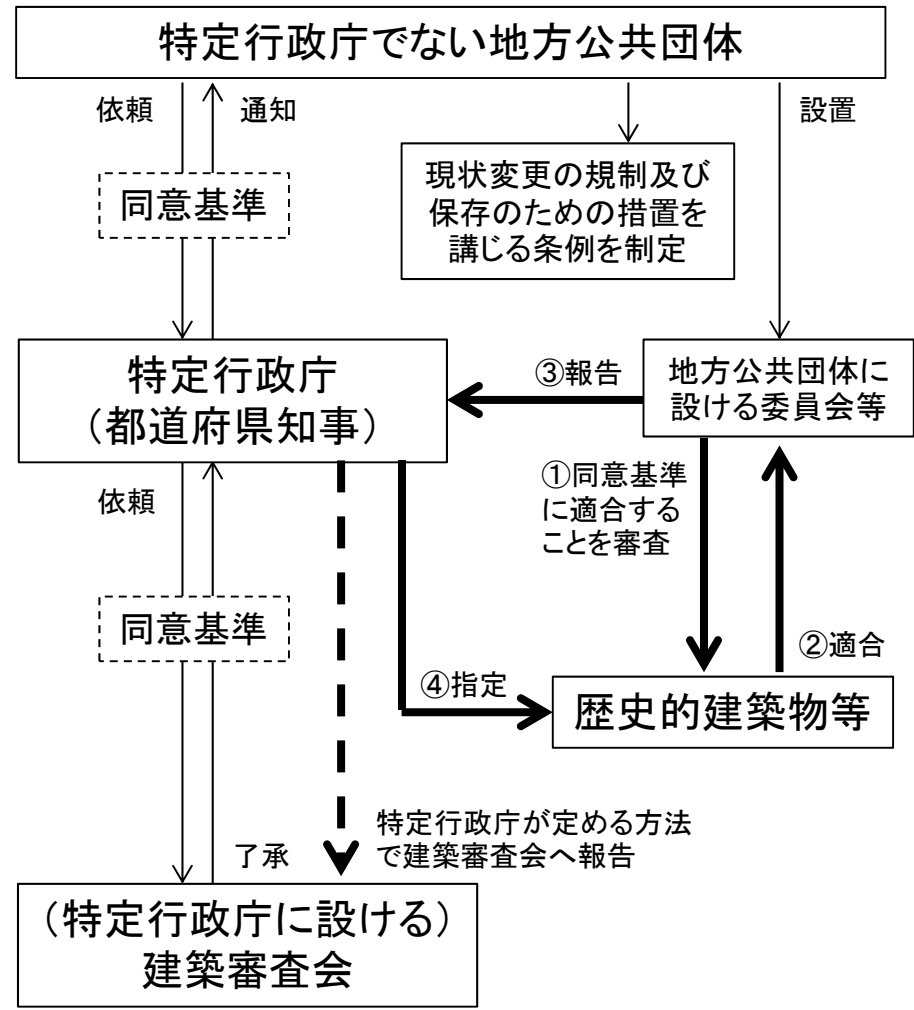 特定行政庁でない地方公共団体
依頼
通知
設置
同意基準
現状変更の規制及び
保存のための措置を
講じる条例を制定
特定行政庁
（都道府県知事）
③報告
地方公共団体に
設ける委員会等
①同意基準
に適合する
ことを審査
依頼
同意基準
②適合
④指定
歴史的建築物等
特定行政庁が定める方法
で建築審査会へ報告
了承
（特定行政庁に設ける）
建築審査会